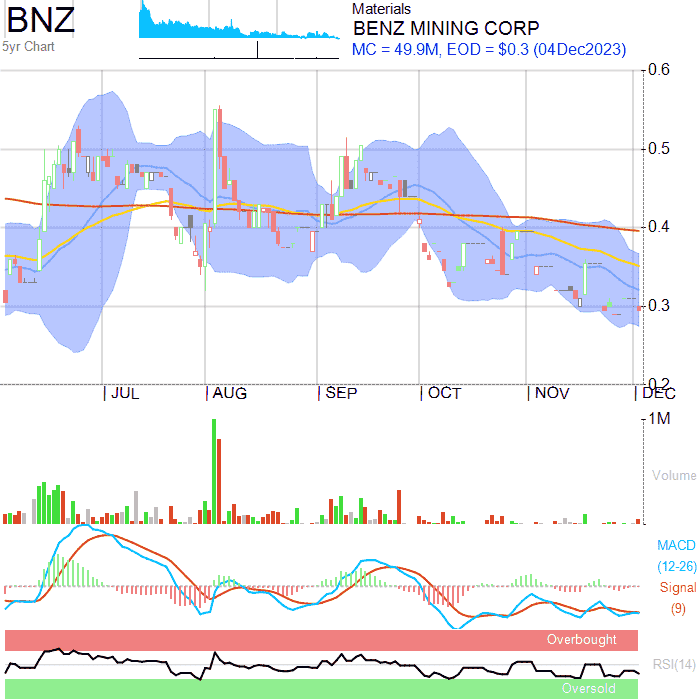 BNZ
5yr Chart
Materials
BENZ MINING CORP
MC = 49.9M, EOD = $0.3 (04Dec2023)
0.6
0.5
0.4
0.3
0.2
JUL
AUG
SEP
OCT
NOV
DEC
1M
Volume
MACD
(12-26)
Signal
(9)
Overbought
RSI(14)
Oversold